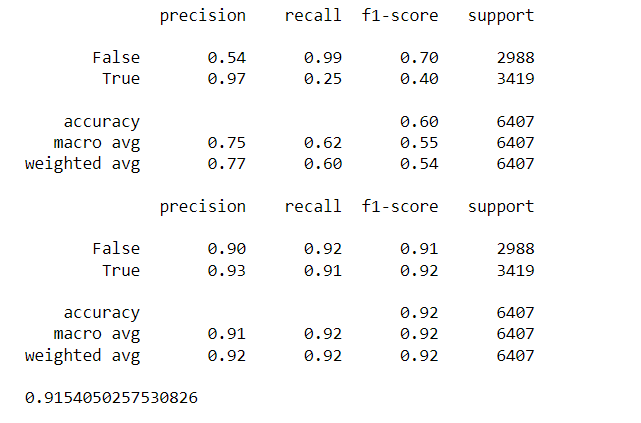 precision recall f1-score support
False 0.54 0.99 0.70 2988
True 0.97 0.25 0.40 3419
accuracy 0.60 6407
macro avg 0.75 0.62 0.55 6407
weighted avg 0.77 0.60 0.54 6407
precision recall f1-score support
False 0.90 0.92 0.91 2988
True 0.93 0.91 0.92 3419
accuracy 0.92 6407
macro avg 0.91 0.92 0.92 6407
weighted avg 0.92 0.92 0.92 6407
0.9154050257530826